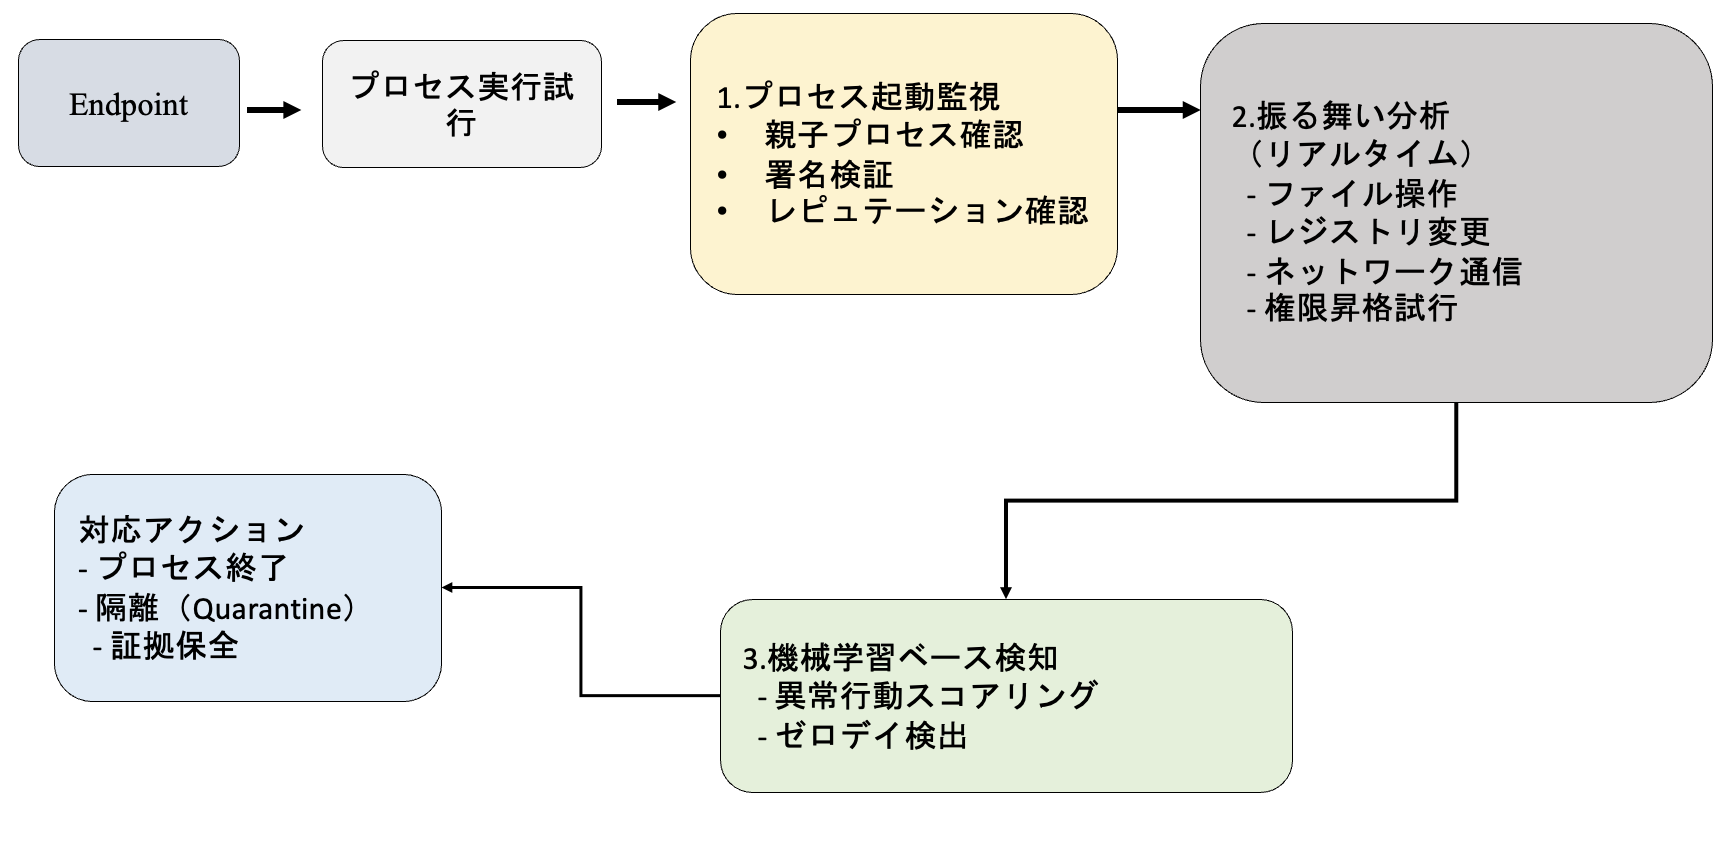 Endpoint
プロセス実行試
行
1.プロセス起動監視
• 親子プロセス確認
• 署名検証
• レピュテーション確認
2.振る舞い分析
（リアルタイム）
- ファイル操作
- レジストリ変更
- ネットワーク通信
- 権限昇格試行
3.機械学習ベース検知
- 異常行動スコアリング
- ゼロデイ検出
対応アクション
- プロセス終了
- 隔離（Quarantine）
- 証拠保全